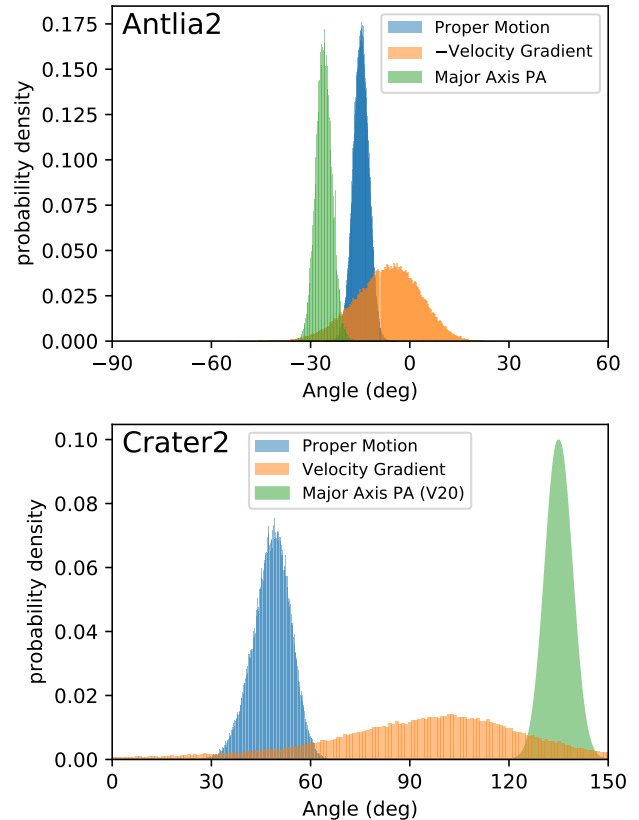 Antlia2
Proper Motion
−Velocity Gradient
Major Axis PA
probability density
0.175
0.150
0.125
0.100
0.075
0.050
0.025
0.000
−90 −60 −30 0 30 60
Angle (deg)
Crater2
Proper Motion
Velocity Gradient
Major Axis PA (V20)
probability density
0.10
0.08
0.06
0.04
0.02
0.00
0 30 60 90 120 150
Angle (deg)